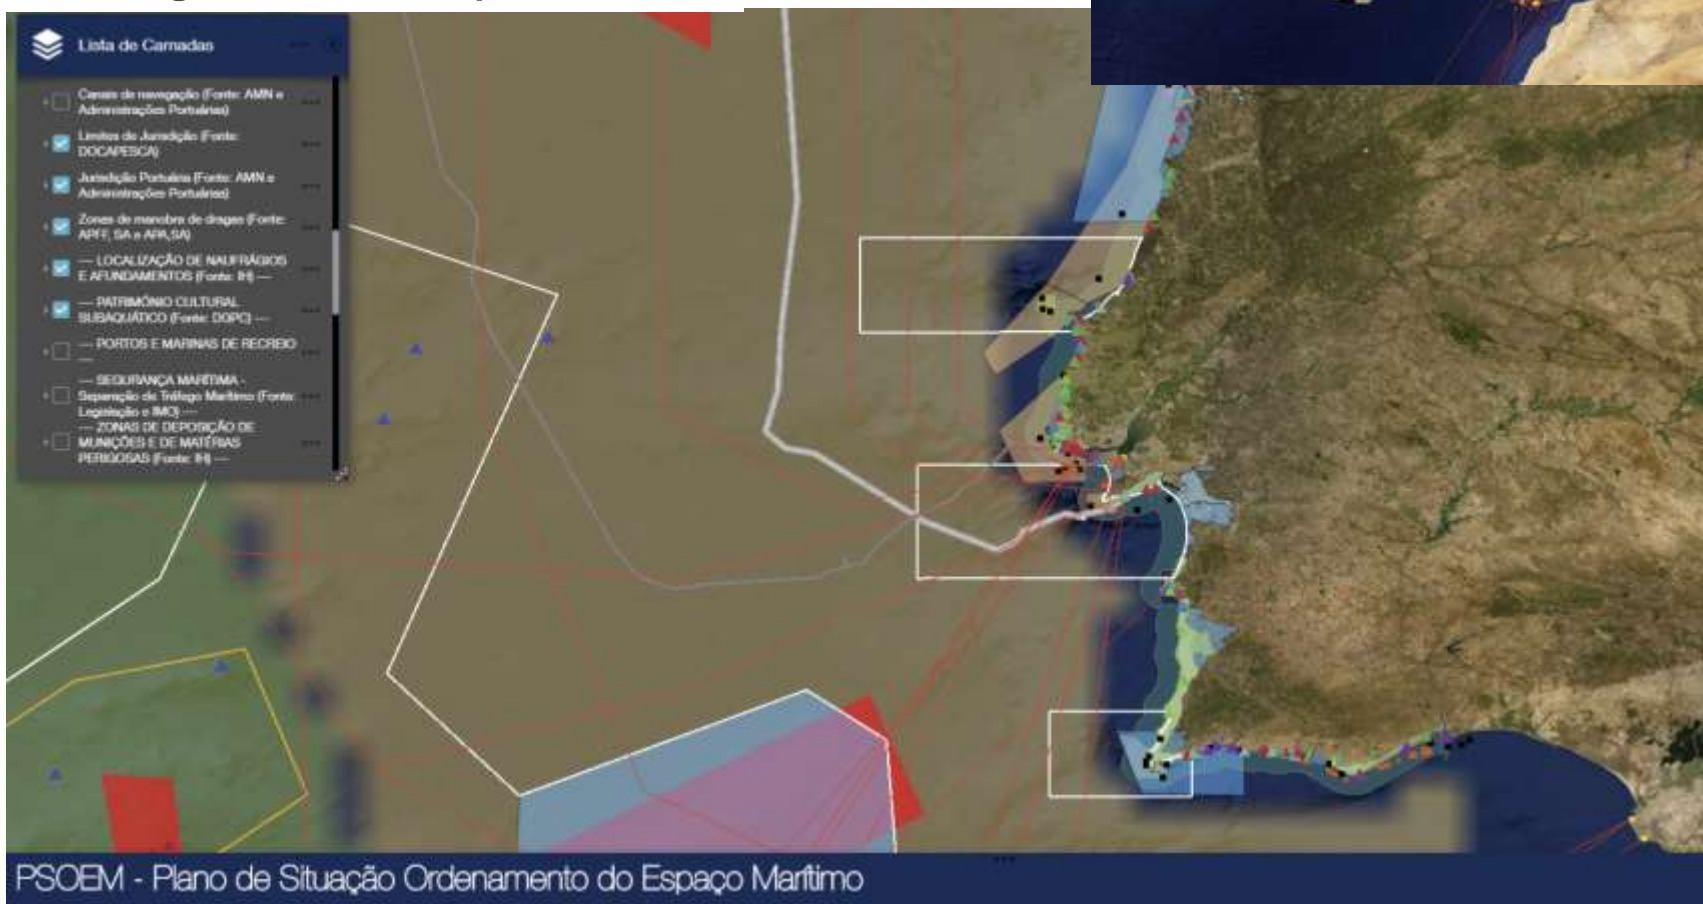 Lista de Camadas
Canais de navegação (Fonte: AMN e
Administrações Portuárias)
Limites de Jurisdição (Fonte:
DOCAPESCA)
Jurisdição Portuária (Fonte: AMN e
Administrações Portuárias)
Zonas de manobra de dragas (Fonte:
APFF, SA e APA,SA)
--- LOCALIZAÇÃO DE NAUFRÁGIOS
E AFUNDAMENTOS (Fonte: IH) ---
--- PATRIMÓNIO CULTURAL
SUBAQUÁTICO (Fonte: DGPC) ---
--- PORTOS E MARINAS DE RECREIO
---
--- SEGURANÇA MARÍTIMA -
Separação de Tráfego Marítimo (Fonte:
Legislação e IMO) ---
--- ZONAS DE DEPOSIÇÃO DE
MUNIÇÕES E DE MATÉRIAS
PERIGOSAS (Fonte: IH) ---
PSOEM - Plano de Situação Ordenamento do Espaço Marítimo